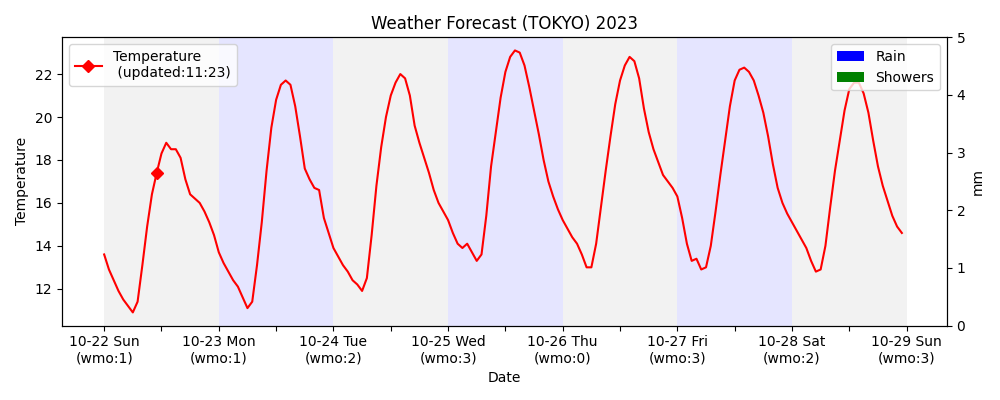 Weather Forecast (TOKYO) 2023
Temperature
(updated:11:23)
Rain
Showers
Temperature
22
20
18
16
14
12
5
4
3
2
1
0
mm
10-22 Sun
(wmo:1)
10-23 Mon
(wmo:1)
10-24 Tue
(wmo:2)
10-25 Wed
(wmo:3)
10-26 Thu
(wmo:0)
10-27 Fri
(wmo:3)
10-28 Sat
(wmo:2)
10-29 Sun
(wmo:3)
Date